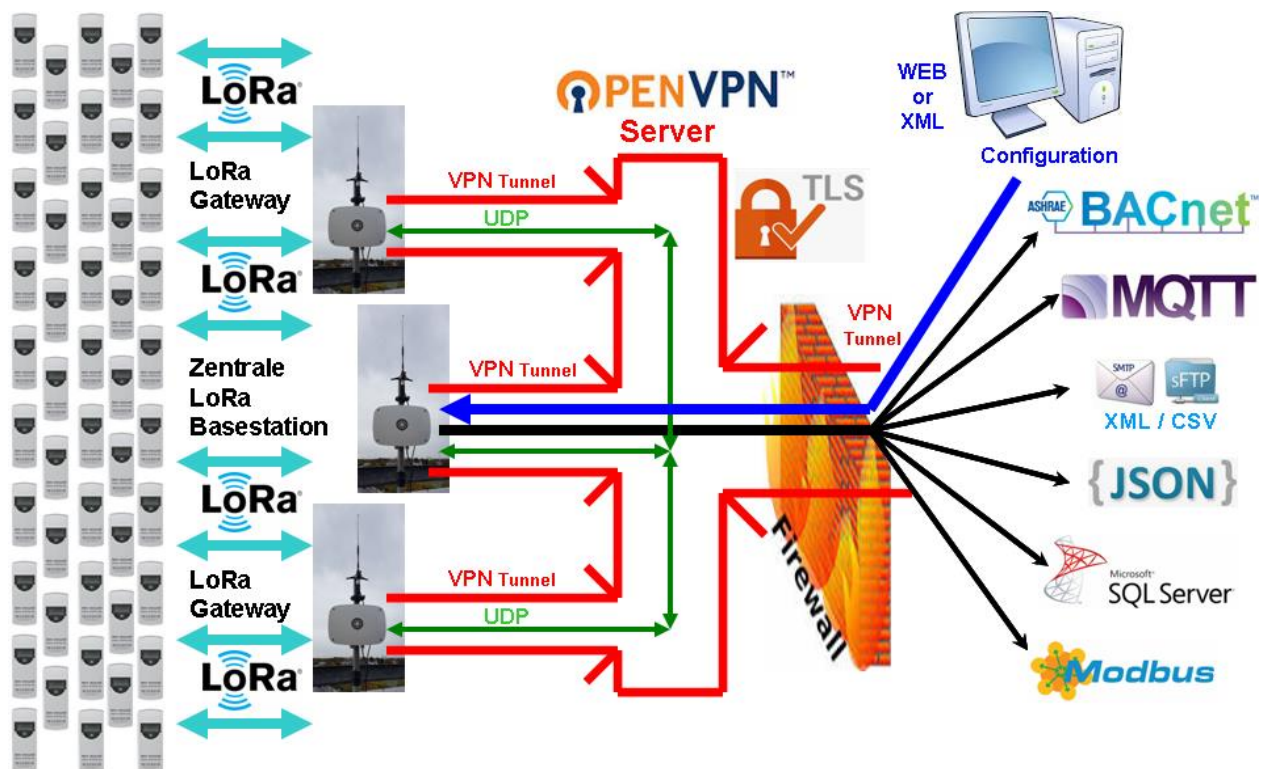 LoRa®
LoRa
Gateway
LoRa®
Zentrale
LoRa
Basestation
LoRa®
LoRa
Gateway
LoRa®
OPENVPN™
Server
VPN Tunnel
UDP
VPN Tunnel
VPN Tunnel
UDP
TLS
VPN
Tunnel
Firewall
WEB
or
XML
Configuration
ASHRAE BACnet™
MQTT
SMTP
@
sFTP
XML / CSV
{JSON}
Microsoft®
SQL Server®
Modbus